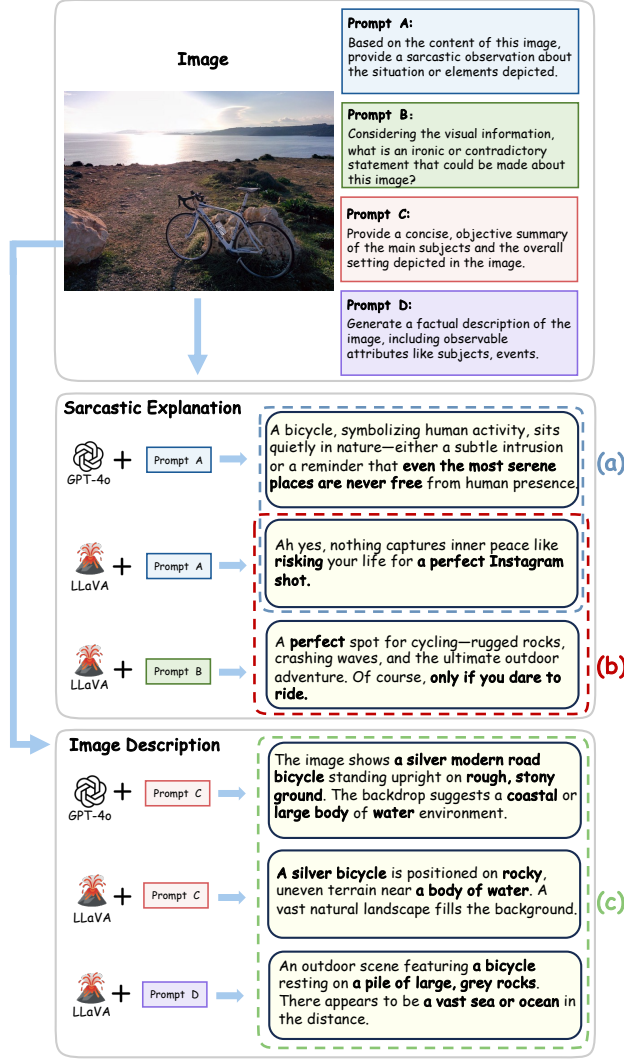 Image
Prompt A:
Based on the content of this image,
provide a sarcastic observation about
the situation or elements depicted.
Prompt B:
Considering the visual information,
what is an ironic or contradictory
statement that could be made about
this image?
Prompt C:
Provide a concise, objective summary
of the main subjects and the overall
setting depicted in the image.
Prompt D:
Generate a factual description of the
image, including observable
attributes like subjects, events.
Sarcastic Explanation
GPT-4o
+
Prompt A
A bicycle, symbolizing human activity, sits
quietly in nature—either a subtle intrusion
or a reminder that even the most serene
places are never free from human presence.
(a)
LLaVA
+
Prompt A
Ah yes, nothing captures inner peace like
risking your life for a perfect Instagram
shot.
LLaVA
+
Prompt B
A perfect spot for cycling—rugged rocks,
crashing waves, and the ultimate outdoor
adventure. Of course, only if you dare to
ride.
(b)
Image Description
GPT-4o
+
Prompt C
The image shows a silver modern road
bicycle standing upright on rough, stony
ground. The backdrop suggests a coastal or
large body of water environment.
LLaVA
+
Prompt C
A silver bicycle is positioned on rocky,
uneven terrain near a body of water. A
vast natural landscape fills the background.
(c)
LLaVA
+
Prompt D
An outdoor scene featuring a bicycle
resting on a pile of large, grey rocks.
There appears to be a vast sea or ocean in
the distance.